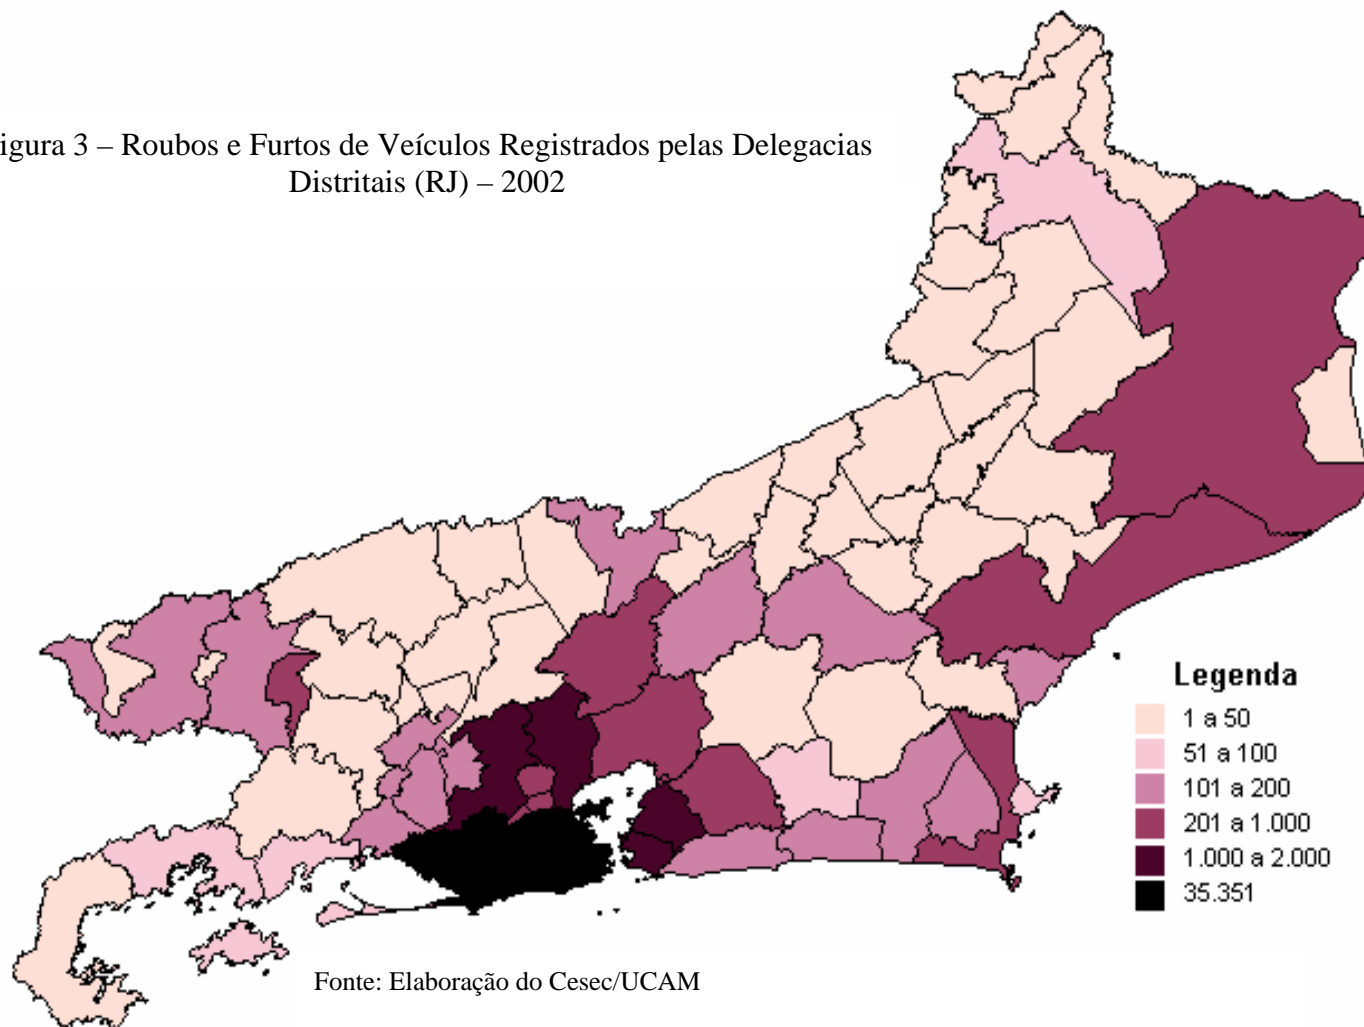 igura 3 – Roubos e Furtos de Veículos Registrados pelas Delegacias
Distritais (RJ) – 2002
Legenda
1 a 50
51 a 100
101 a 200
201 a 1.000
1.000 a 2.000
35.351
Fonte: Elaboração do Cesec/UCAM